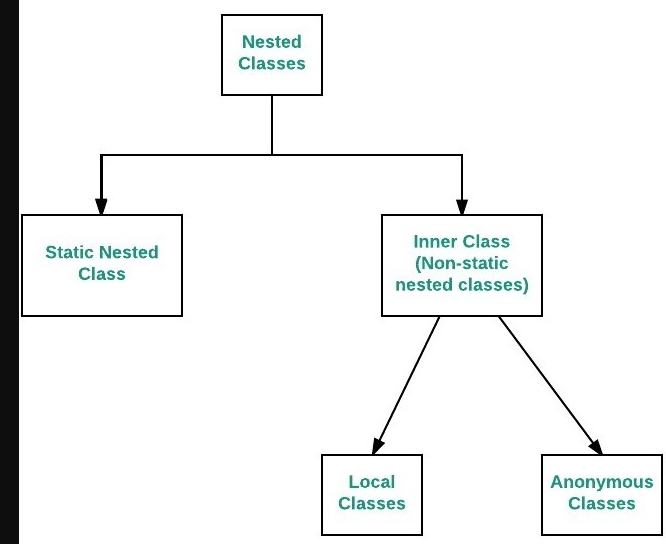 Nested
Classes
Static Nested
Class
Inner Class
(Non-static
nested classes)
Local
Classes
Anonymous
Classes